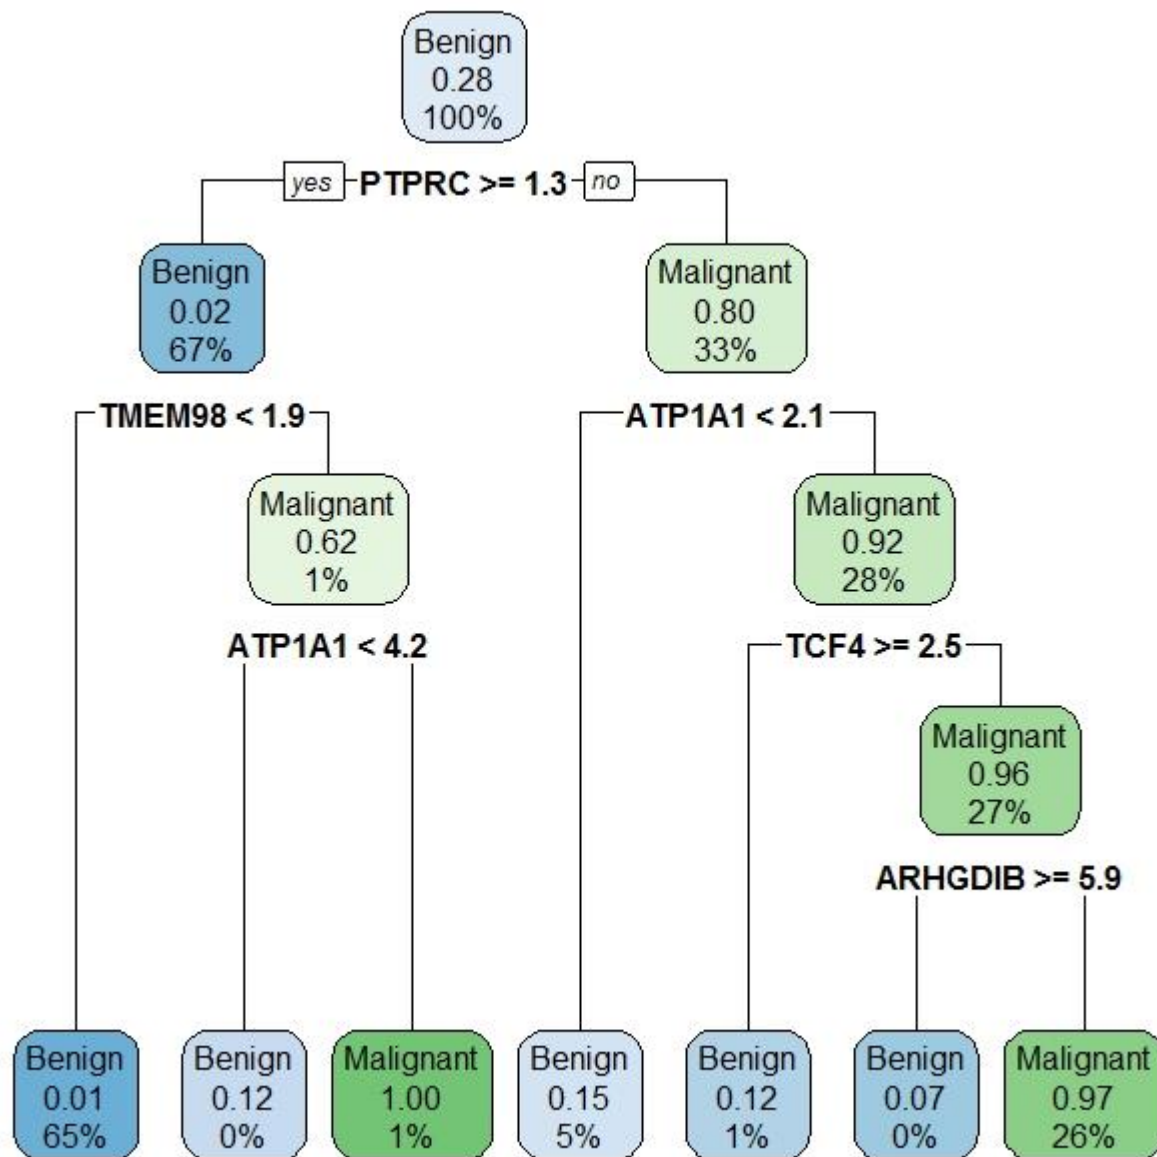 Benign
0.28
100%
yes PTPRC >= 1.3 no
Benign
0.02
67%
Malignant
0.80
33%
TMEM98 < 1.9
ATP1A1 < 2.1
Malignant
0.62
1%
Malignant
0.92
28%
ATP1A1 < 4.2
TCF4 >= 2.5
Malignant
0.96
27%
ARHGDIB >= 5.9
Benign
0.01
65%
Benign
0.12
0%
Malignant
1.00
1%
Benign
0.15
5%
Benign
0.12
1%
Benign
0.07
0%
Malignant
0.97
26%